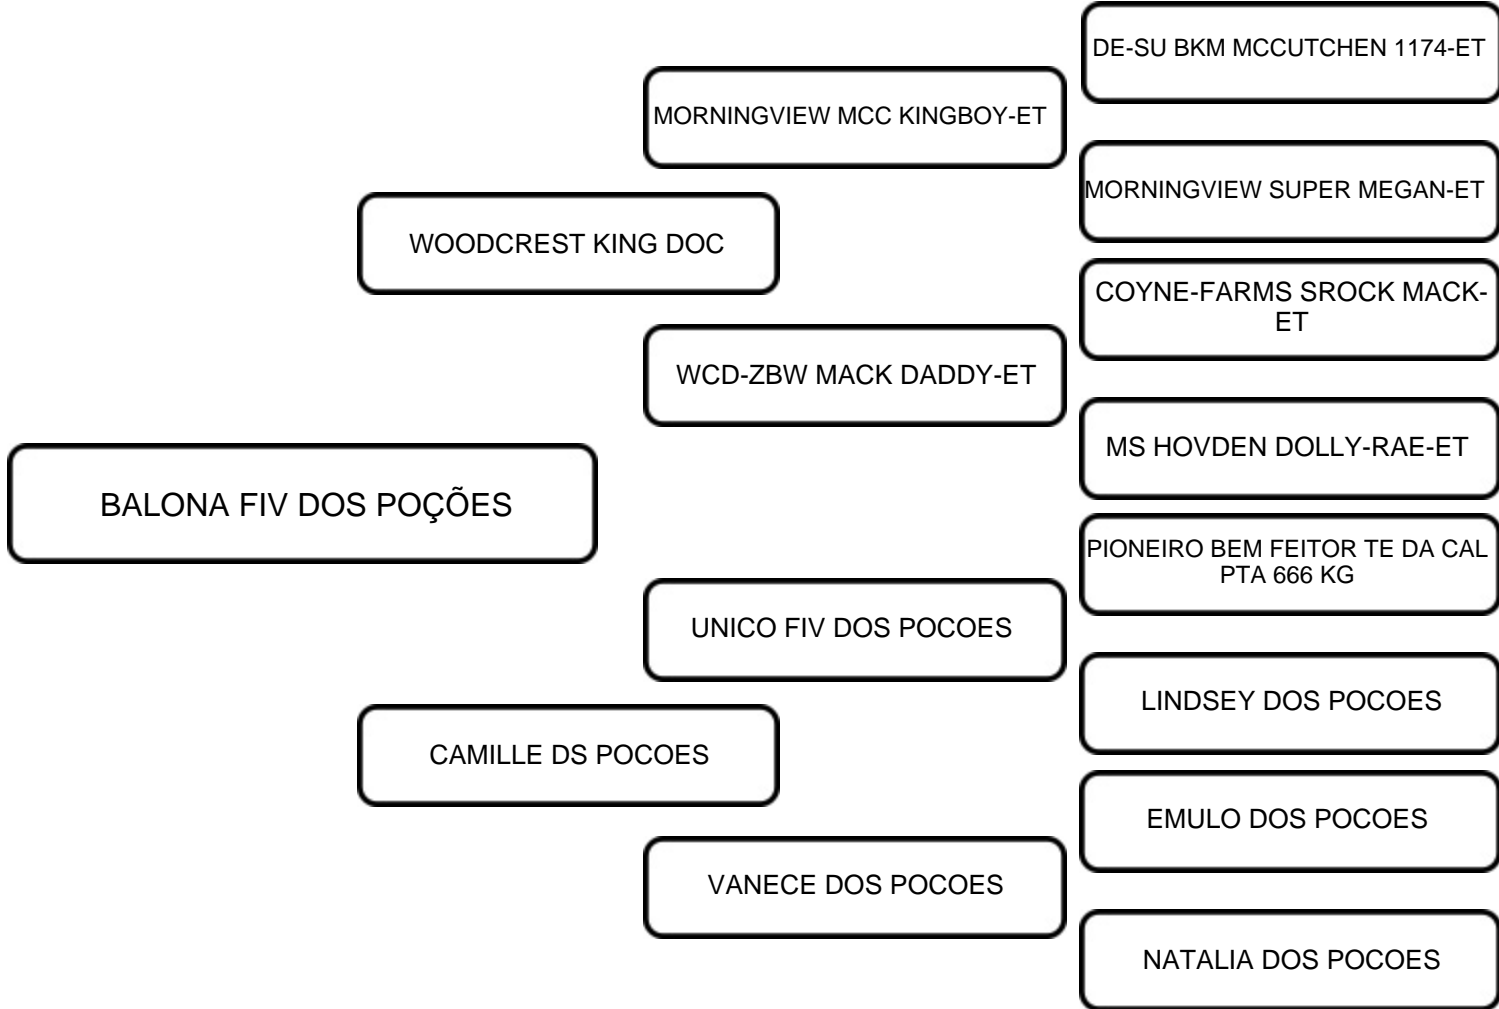 DE-SU BKM MCCUTCHEN 1174-ET
MORNINGVIEW MCC KINGBOY-ET
MORNINGVIEW SUPER MEGAN-ET
WOODCREST KING DOC
COYNE-FARMS SROCK MACK-
ET
WCD-ZBW MACK DADDY-ET
MS HOVDEN DOLLY-RAE-ET
BALONA FIV DOS POÇÕES
PIONEIRO BEM FEITOR TE DA CAL
PTA 666 KG
UNICO FIV DOS POCOES
LINDSEY DOS POCOES
CAMILLE DS POCOES
EMULO DOS POCOES
VANECE DOS POCOES
NATALIA DOS POCOES